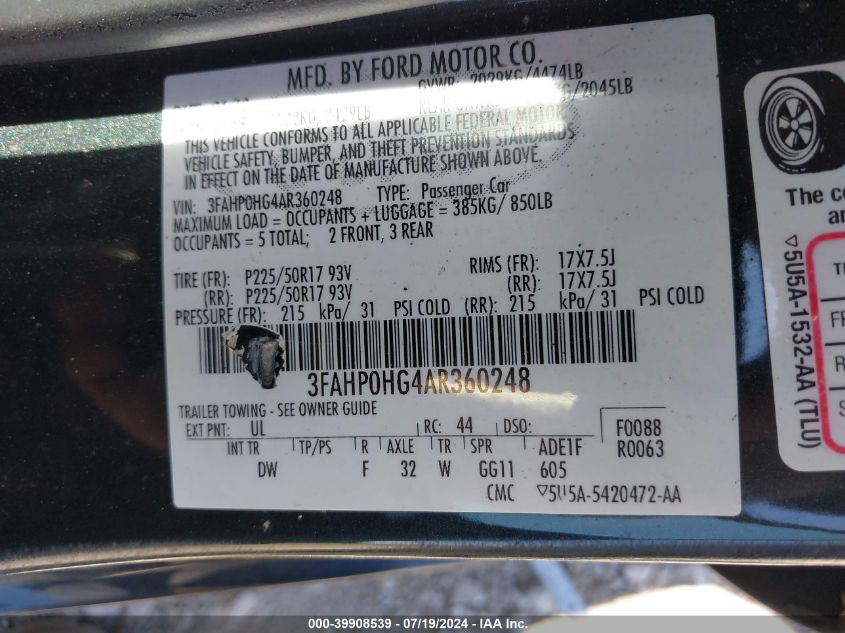 MFD. BY FORD MOTOR CO.
GVWR: 2029KG/4474LB
2429LB
/2045LB
THIS VEHICLE CONFORMS TO ALL APPLICABLE FEDERAL MOTOR
VEHICLE SAFETY, BUMPER, AND THEFT PREVENTION STANDARDS
IN EFFECT ON THE DATE OF MANUFACTURE SHOWN ABOVE.
VIN: 3FAHP0HG4AR360248 TYPE: Passenger Car
MAXIMUM LOAD = OCCUPANTS + LUGGAGE = 385KG/ 850LB
OCCUPANTS = 5 TOTAL; 2 FRONT, 3 REAR
TIRE (FR): P225/50R17 93V RIMS (FR): 17X7.5J
(RR): P225/50R17 93V (RR): 17X7.5J
PRESSURE (FR): 215 kPa/ 31 PSI COLD (RR): 215 kPa/ 31 PSI COLD
3FAHP0HG4AR360248
TRAILER TOWING - SEE OWNER GUIDE
EXT PNT: UL RC: 44 DSO: F0088
INT TR TP/PS R AXLE TR SPR ADE1F R0063
DW F 32 W GG11 605
CMC ▽5U5A-5420472-AA
The co
an
▽5U5A-1532-AA (TLU)
TI
FR
R
S
000-39908539 - 07/19/2024 - IAA Inc.